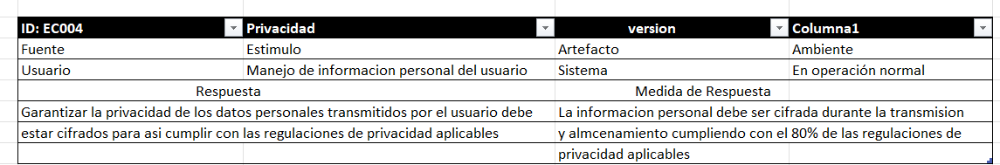 ID: EC004 Privacidad version Columna1
Fuente Estimulo Artefacto Ambiente
Usuario Manejo de informacion personal del usuario Sistema En operación normal
Respuesta Medida de Respuesta
Garantizar la privacidad de los datos personales transmitidos por el usuario debe La informacion personal debe ser cifrada durante la transmision
estar cifrados para asi cumplir con las regulaciones de privacidad aplicables y almcenamiento cumpliendo con el 80% de las regulaciones de
privacidad aplicables